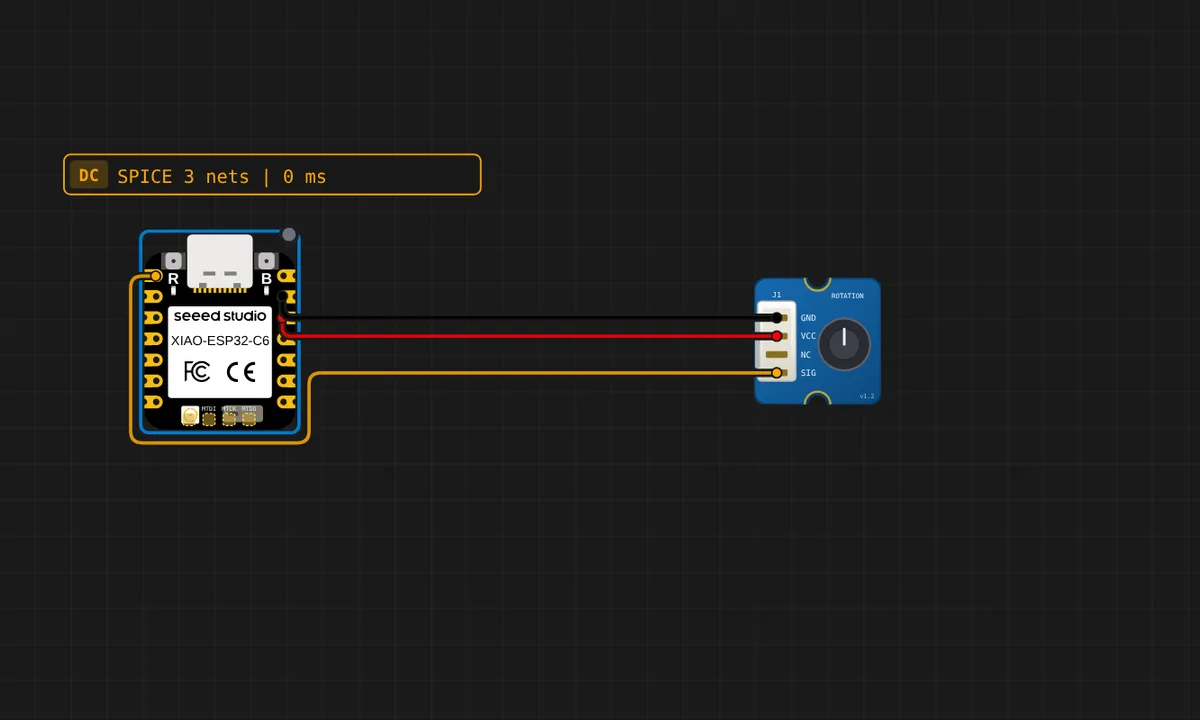 DC SPICE 3 nets | 0 ms
R B
seeed studio
XIAO-ESP32-C6
FC CE
MTDI MTCK MTDO
J1 ROTATION
GND
VCC
NC
SIG
v1.2